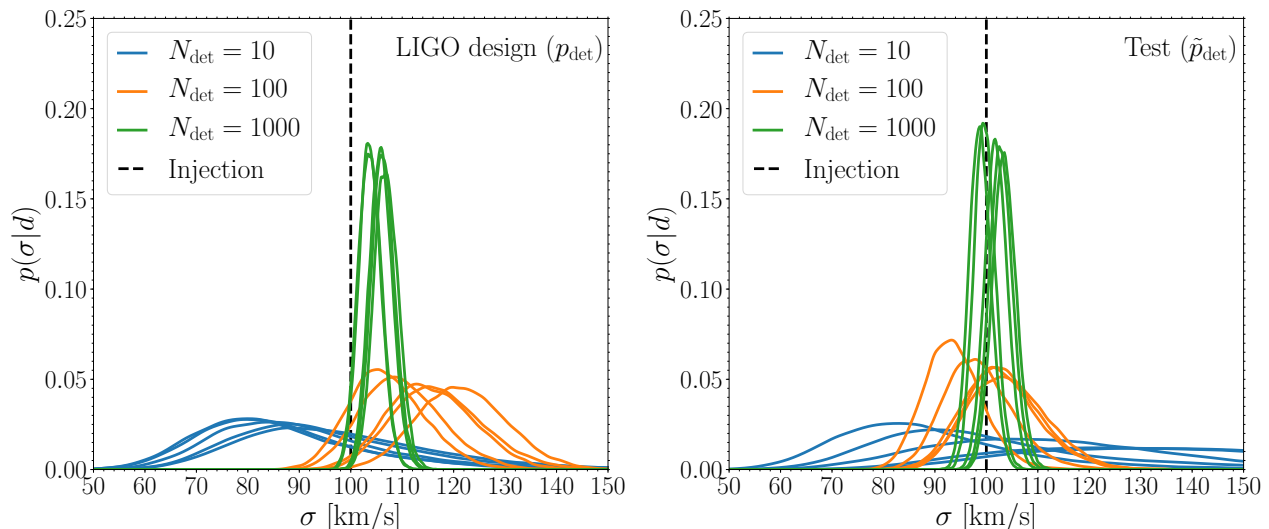 0.25
0.20
0.15
0.10
0.05
0.00
p(σ|d)
N_det = 10
N_det = 100
N_det = 1000
Injection
LIGO design (p_det)
50 60 70 80 90 100 110 120 130 140 150
σ [km/s]
0.25
0.20
0.15
0.10
0.05
0.00
p(σ|d)
N_det = 10
N_det = 100
N_det = 1000
Injection
Test (p̃_det)
50 60 70 80 90 100 110 120 130 140 150
σ [km/s]